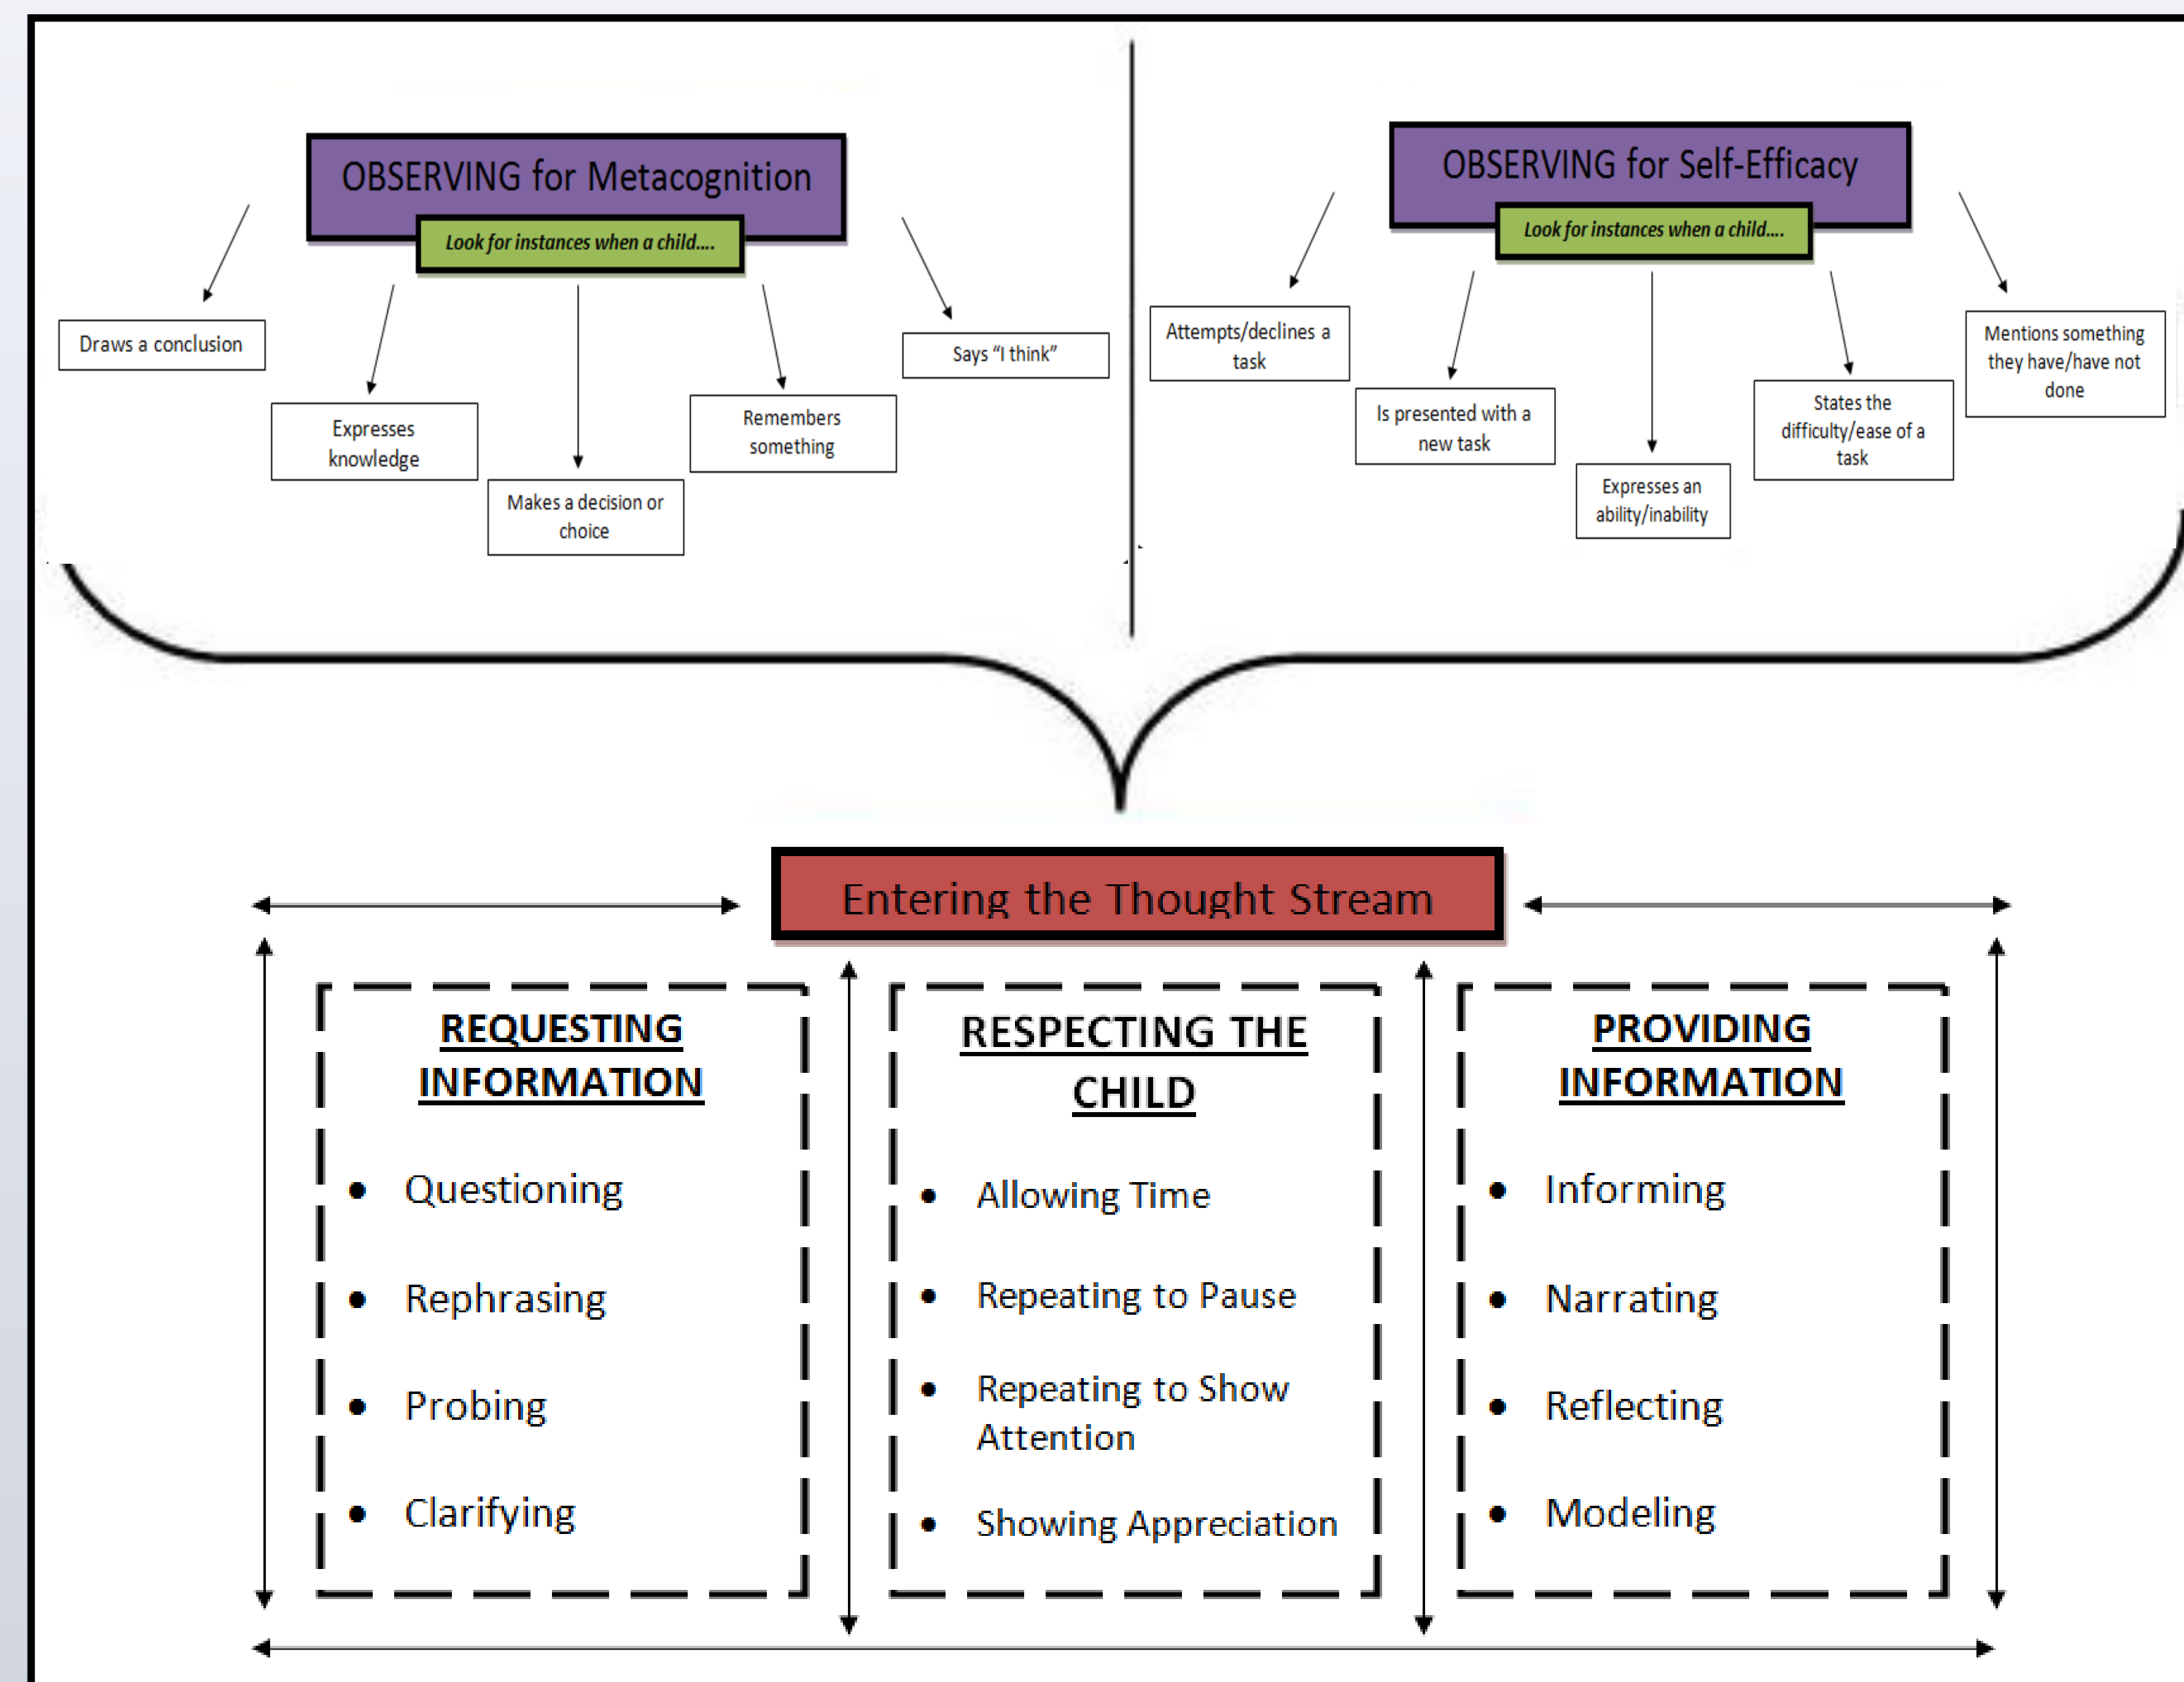 OBSERVING for Metacognition
Look for instances when a child....
Draws a conclusion
Expresses
knowledge
Makes a decision or
choice
Remembers
something
Says “I think”
OBSERVING for Self-Efficacy
Look for instances when a child....
Attempts/declines a
task
Is presented with a
new task
Expresses an
ability/inability
States the
difficulty/ease of a
task
Mentions something
they have/have not
done
Entering the Thought Stream
REQUESTING
INFORMATION
• Questioning
• Rephrasing
• Probing
• Clarifying
RESPECTING THE
CHILD
• Allowing Time
• Repeating to Pause
• Repeating to Show
Attention
• Showing Appreciation
PROVIDING
INFORMATION
• Informing
• Narrating
• Reflecting
• Modeling